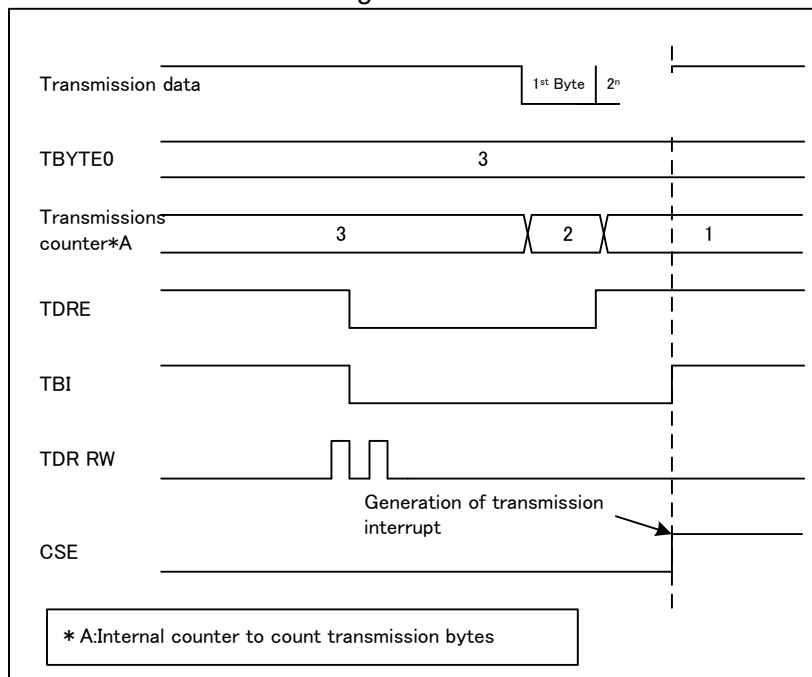 Transmission data
1st Byte
2n
TBYTE0
3
Transmissions
counter*A
3
2
1
TDRE
TBI
TDR RW
Generation of transmission
interrupt
CSE
* A:Internal counter to count transmission bytes